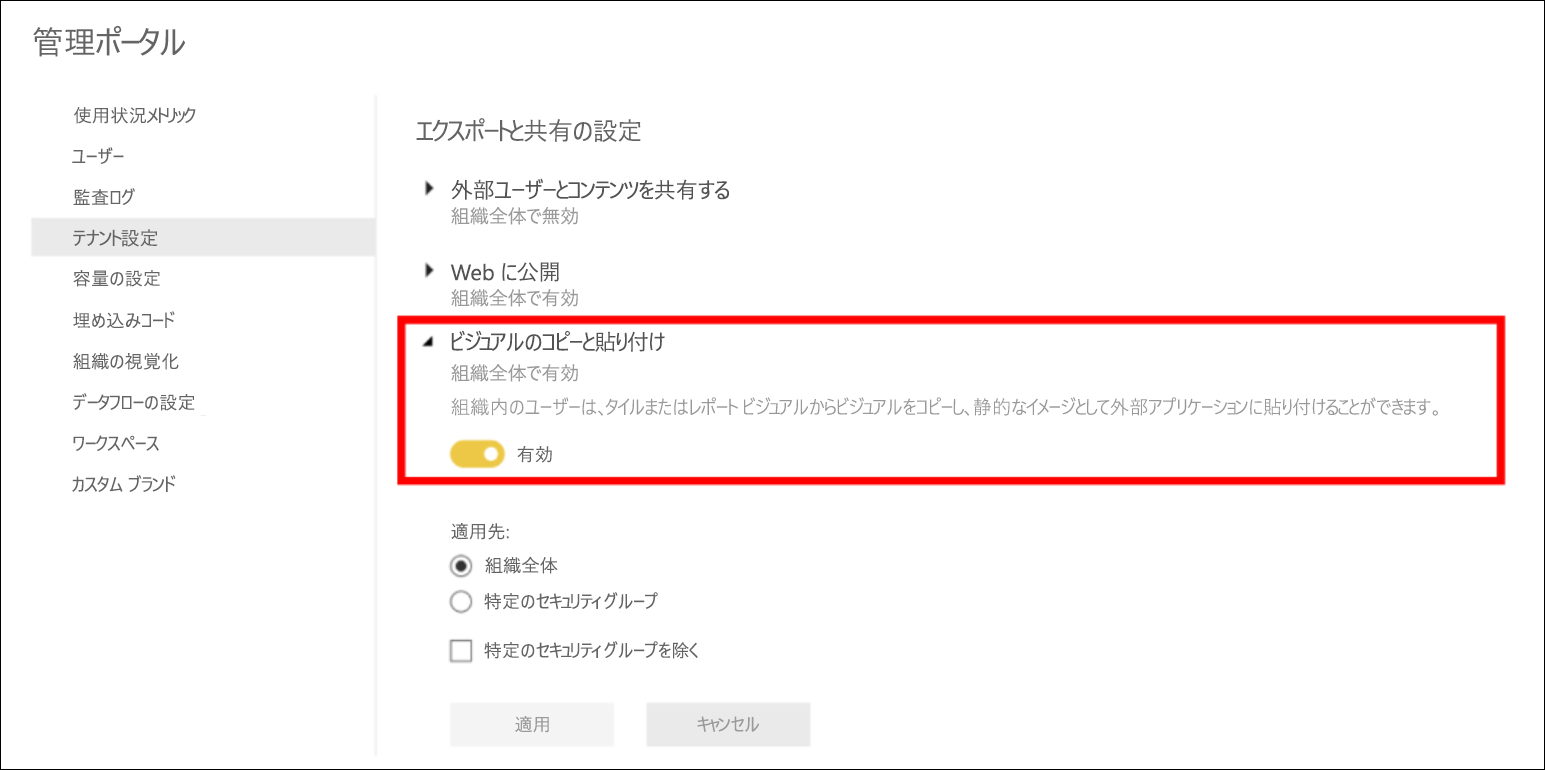 管理ポータル
使用状況メトリック
ユーザー
監査ログ
テナント設定
容量の設定
埋め込みコード
組織の視覚化
データフローの設定
ワークスペース
カスタム ブランド
エクスポートと共有の設定
外部ユーザーとコンテンツを共有する
組織全体で無効
Web に公開
組織全体で有効
ビジュアルのコピーと貼り付け
組織全体で有効
組織内のユーザーは、タイルまたはレポート ビジュアルからビジュアルをコピーし、静的なイメージとして外部アプリケーションに貼り付けることができます。
有効
適用先:
組織全体
特定のセキュリティグループ
特定のセキュリティグループを除く
適用
キャンセル